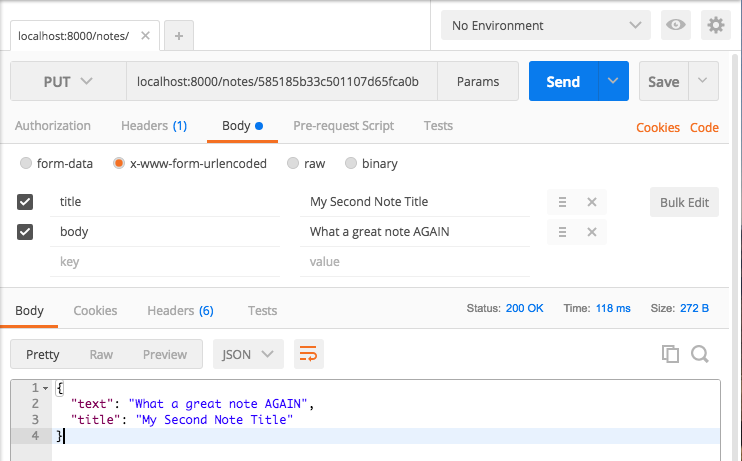 localhost:8000/notes/
No Environment
PUT localhost:8000/notes/585185b33c501107d65fca0b Params Send Save
Authorization Headers (1) Body Pre-request Script Tests Cookies Code
form-data x-www-form-urlencoded raw binary
title My Second Note Title Bulk Edit
body What a great note AGAIN
key value
Body Cookies Headers (6) Tests Status: 200 OK Time: 118 ms Size: 272 B
Pretty Raw Preview JSON
1 {
2 "text": "What a great note AGAIN",
3 "title": "My Second Note Title"
4 }